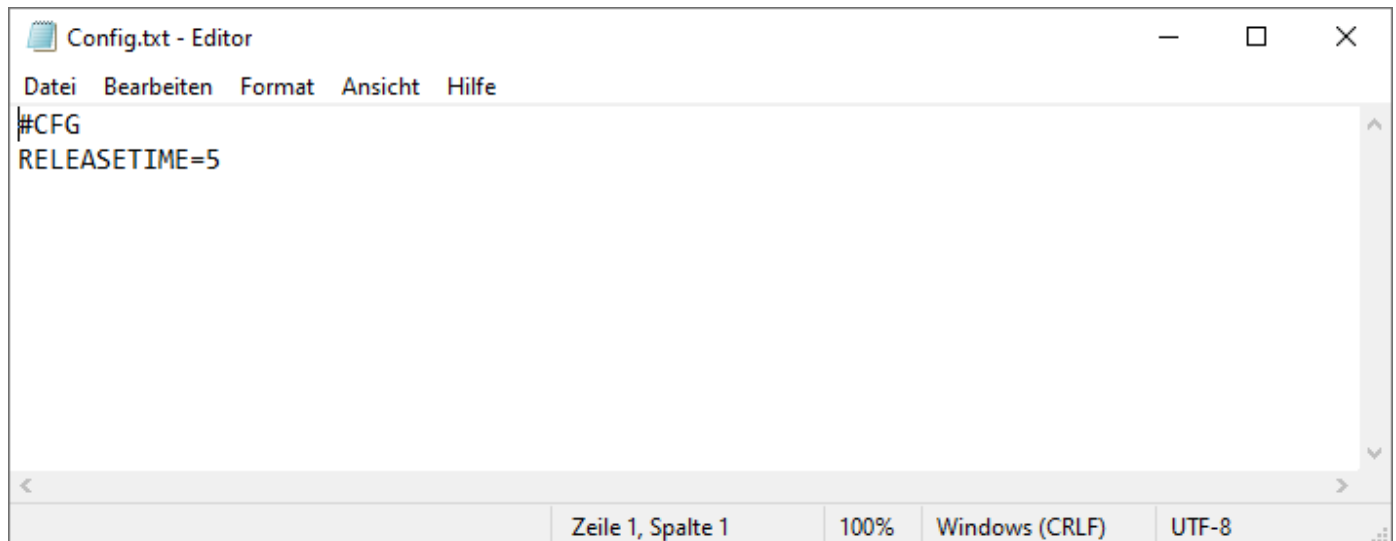 Config.txt - Editor
Datei Bearbeiten Format Ansicht Hilfe
#CFG
RELEASETIME=5
Zeile 1, Spalte 1 100% Windows (CRLF) UTF-8